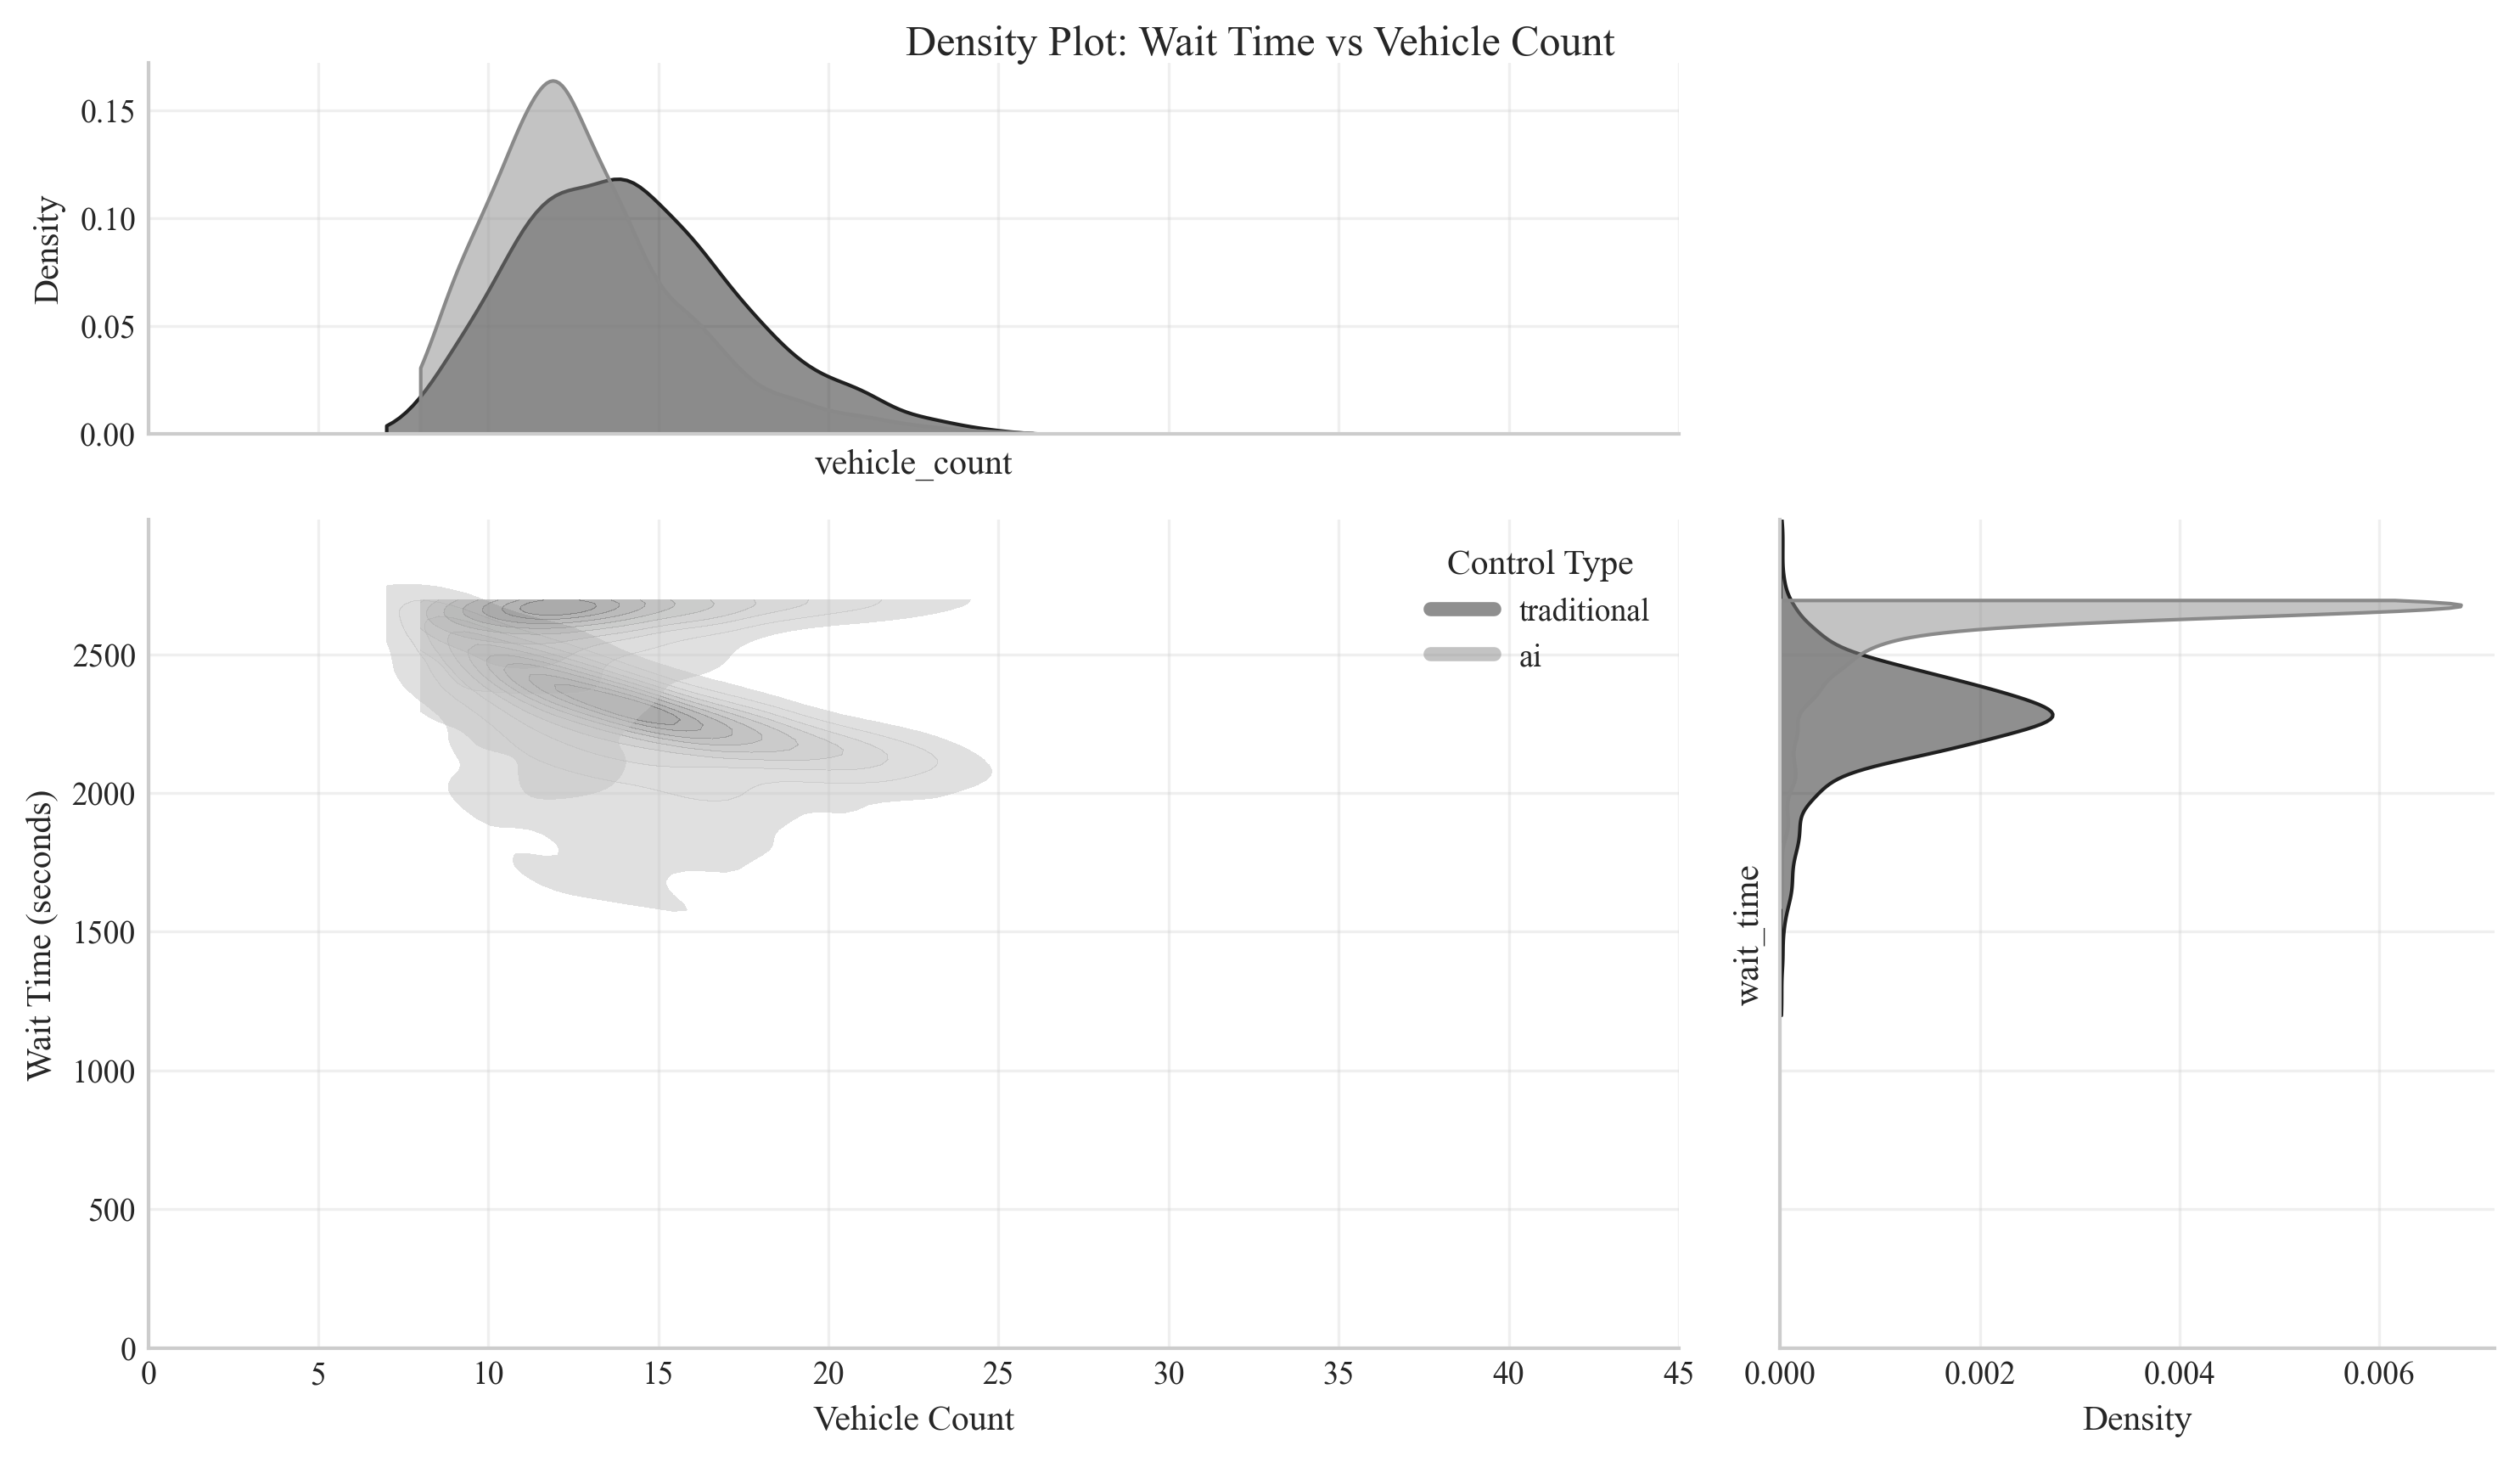 Density Plot: Wait Time vs Vehicle Count
Density
0.15
0.10
0.05
0.00
vehicle_count
Wait Time (seconds)
2500
2000
1500
1000
500
0
Control Type
traditional
ai
0 5 10 15 20 25 30 35 40 45
Vehicle Count
wait_time
0.000 0.002 0.004 0.006
Density